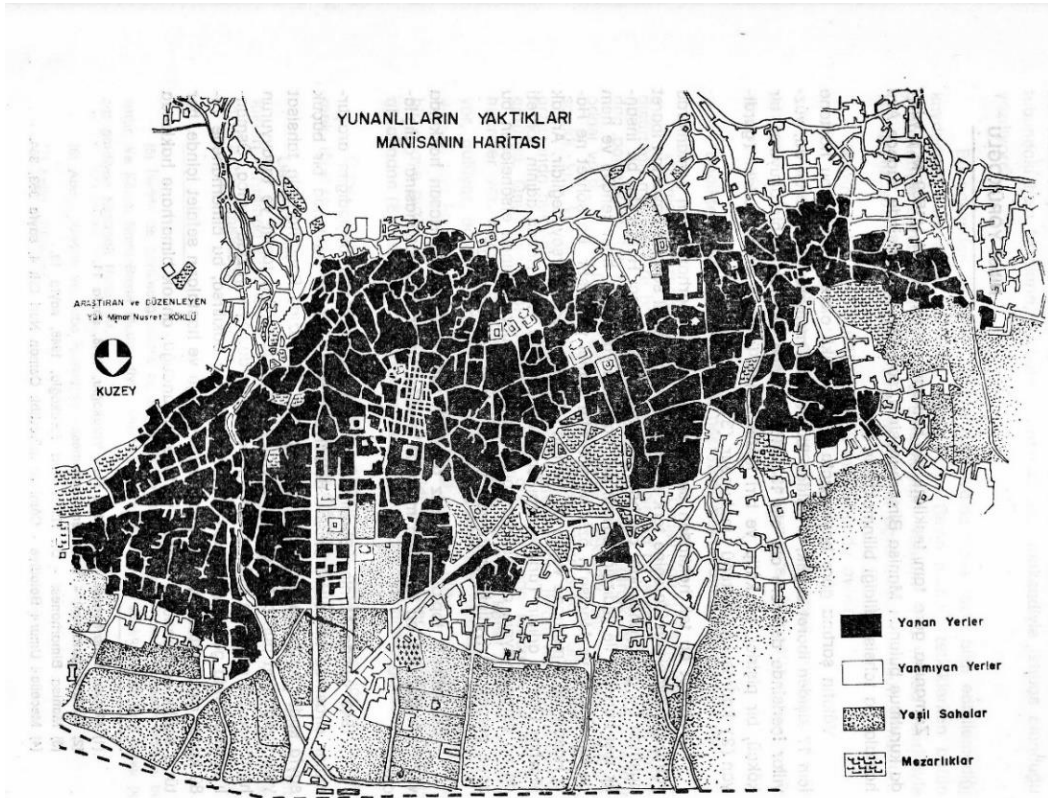 YUNANLILARIN YAKTIKLARI
MANİSANIN HARİTASI
ARAŞTIRAN ve DÜZENLEYEN
Yük Mimar Nusret KÖKLÜ
KUZEY
Yanan Yerler
Yanmıyan Yerler
Yeşil Sahalar
Mezarlıklar